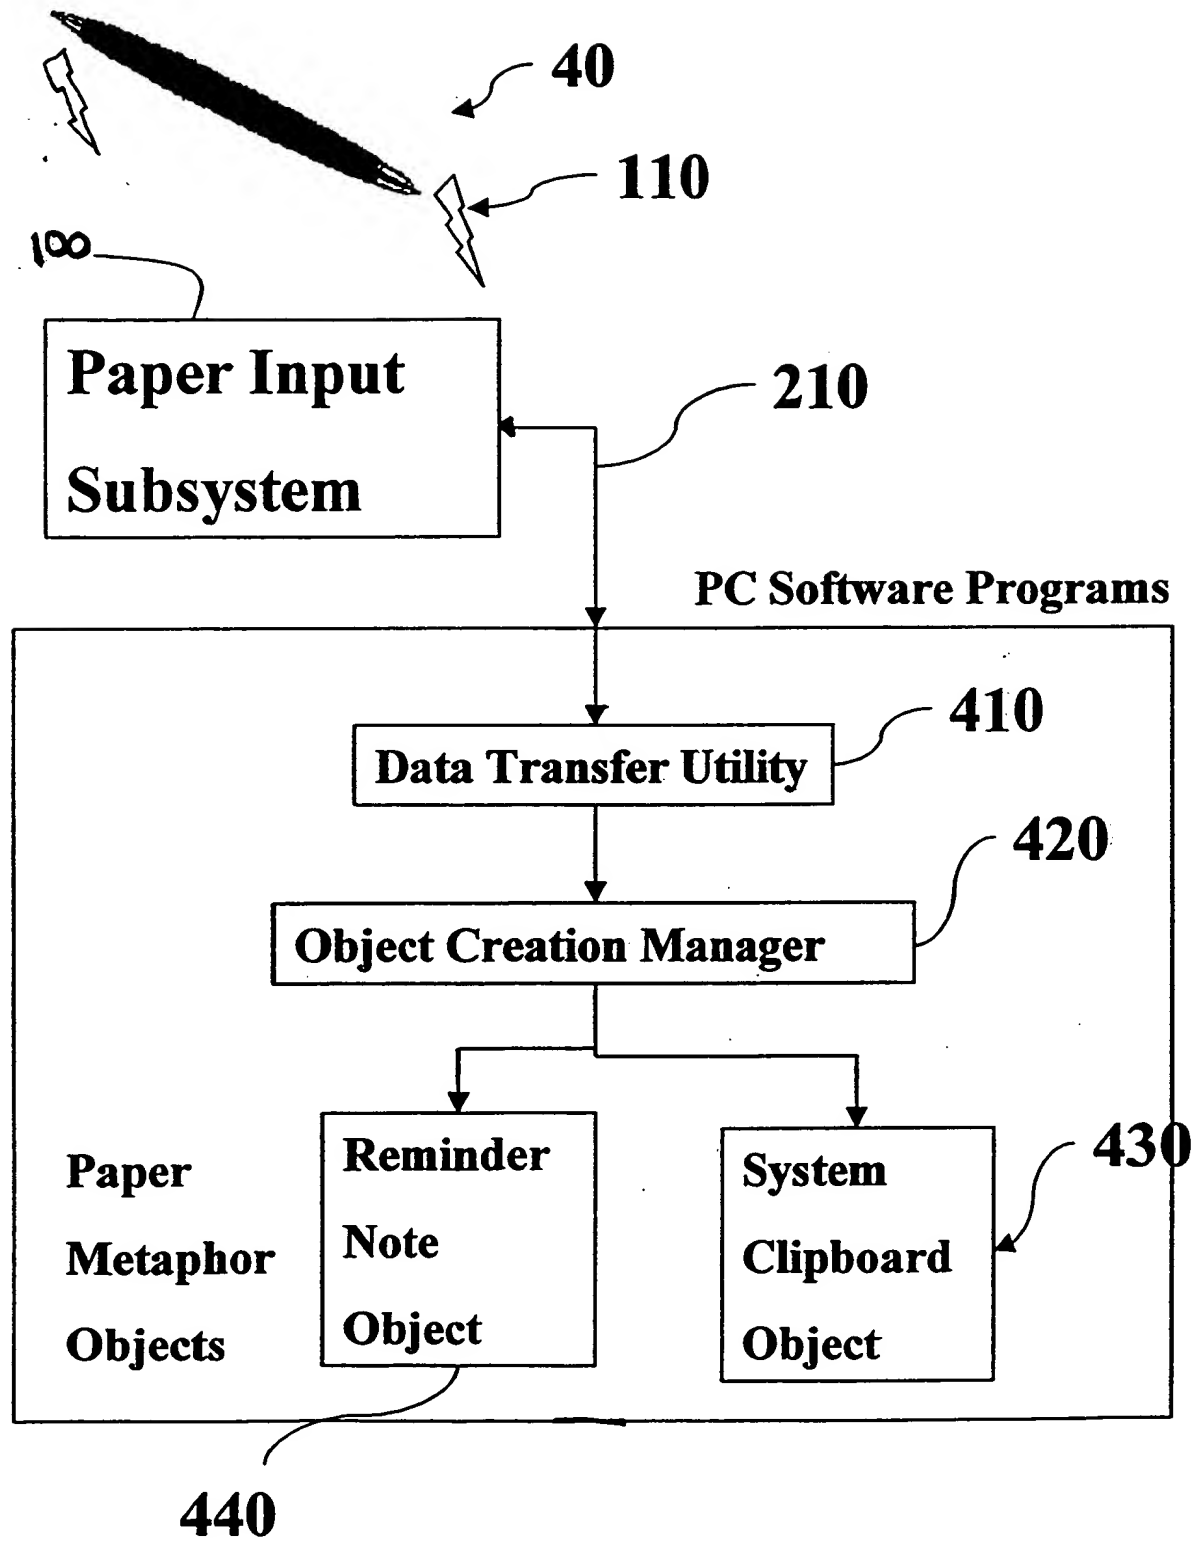 40
110
100
Paper Input
Subsystem
210
PC Software Programs
410
Data Transfer Utility
420
Object Creation Manager
Paper
Metaphor
Objects
Reminder
Note
Object
System
Clipboard
Object
430
440